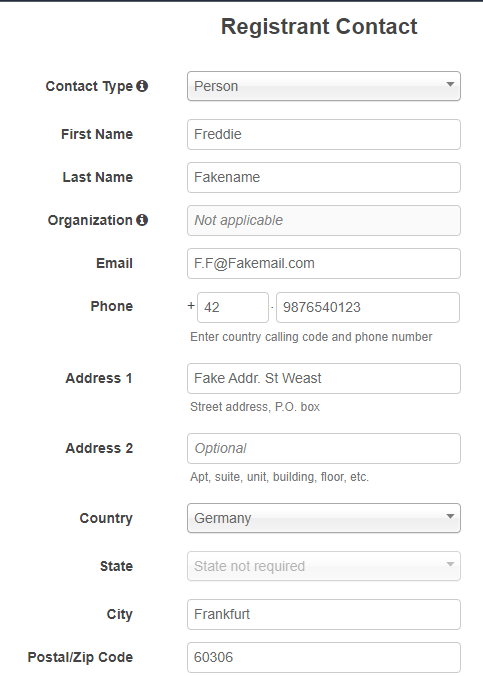 Registrant Contact
Contact Type
Person
First Name
Freddie
Last Name
Fakename
Organization
Not applicable
Email
F.F@Fakemail.com
Phone
+ 42 . 9876540123
Enter country calling code and phone number
Address 1
Fake Addr. St Weast
Street address, P.O. box
Address 2
Optional
Apt, suite, unit, building, floor, etc.
Country
Germany
State
State not required
City
Frankfurt
Postal/Zip Code
60306